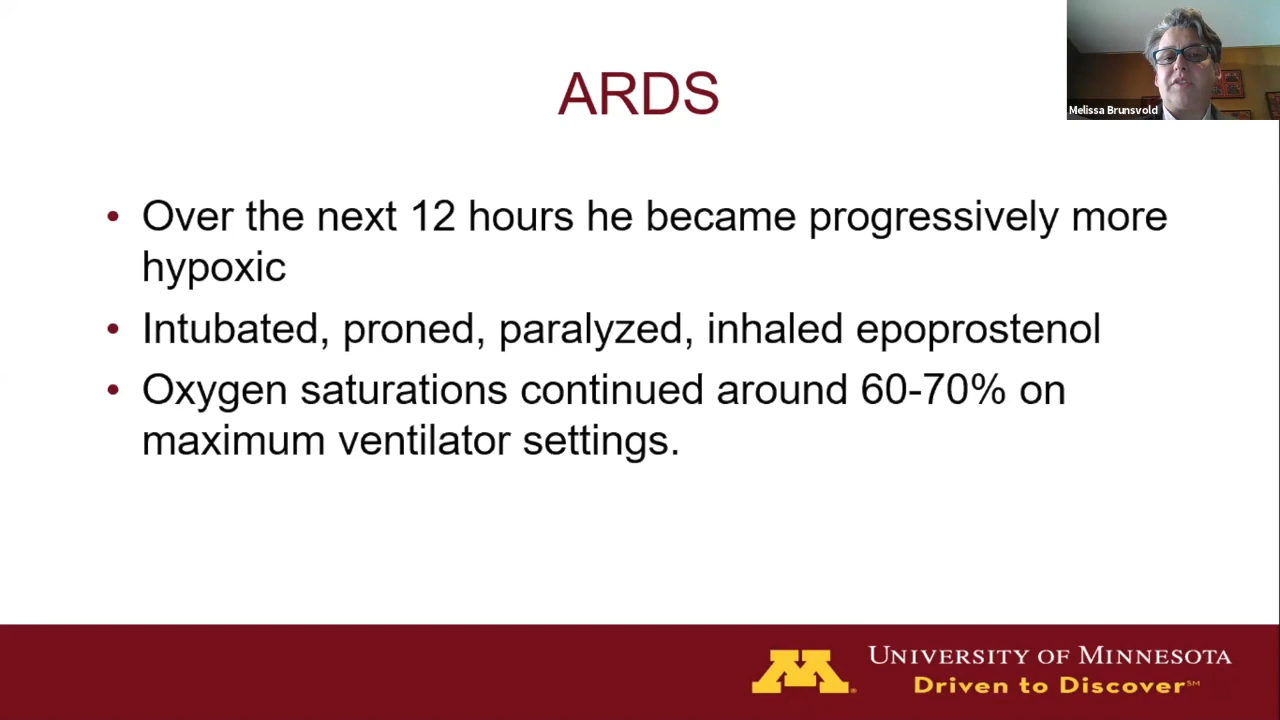 ARDS
Melissa Brunsvold
• Over the next 12 hours he became progressively more
hypoxic
• Intubated, proned, paralyzed, inhaled epoprostenol
• Oxygen saturations continued around 60-70% on
maximum ventilator settings.
M
UNIVERSITY OF MINNESOTA
Driven to Discover℠